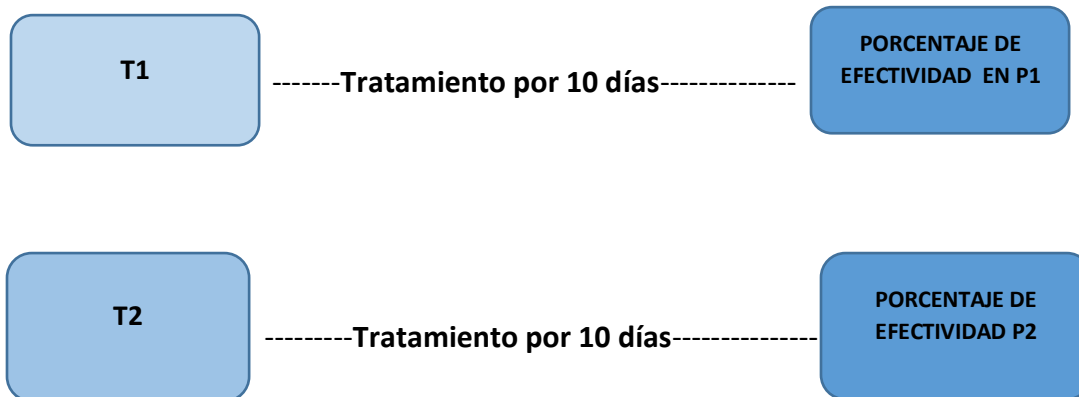 T1
-------Tratamiento por 10 días--------------
PORCENTAJE DE
EFECTIVIDAD EN P1
T2
---------Tratamiento por 10 días---------------
PORCENTAJE DE
EFECTIVIDAD P2